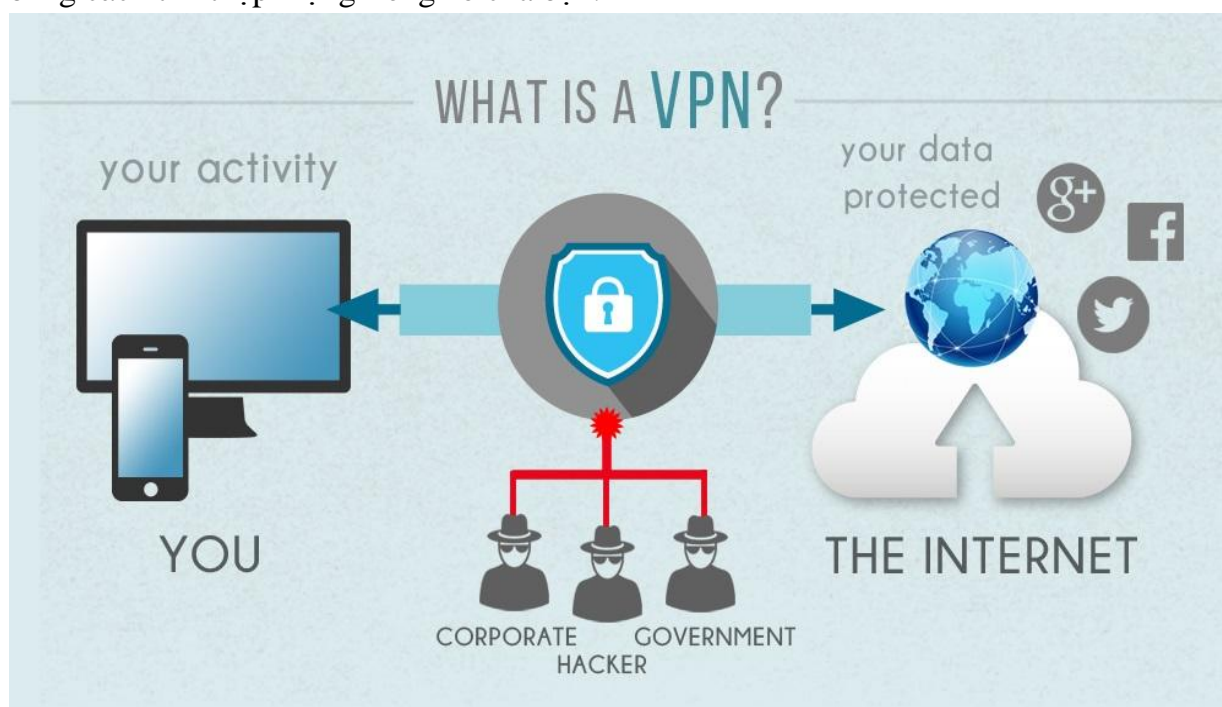 WHAT IS A VPN?
your activity
your data
protected
g+
f
YOU
THE INTERNET
CORPORATE GOVERNMENT
HACKER